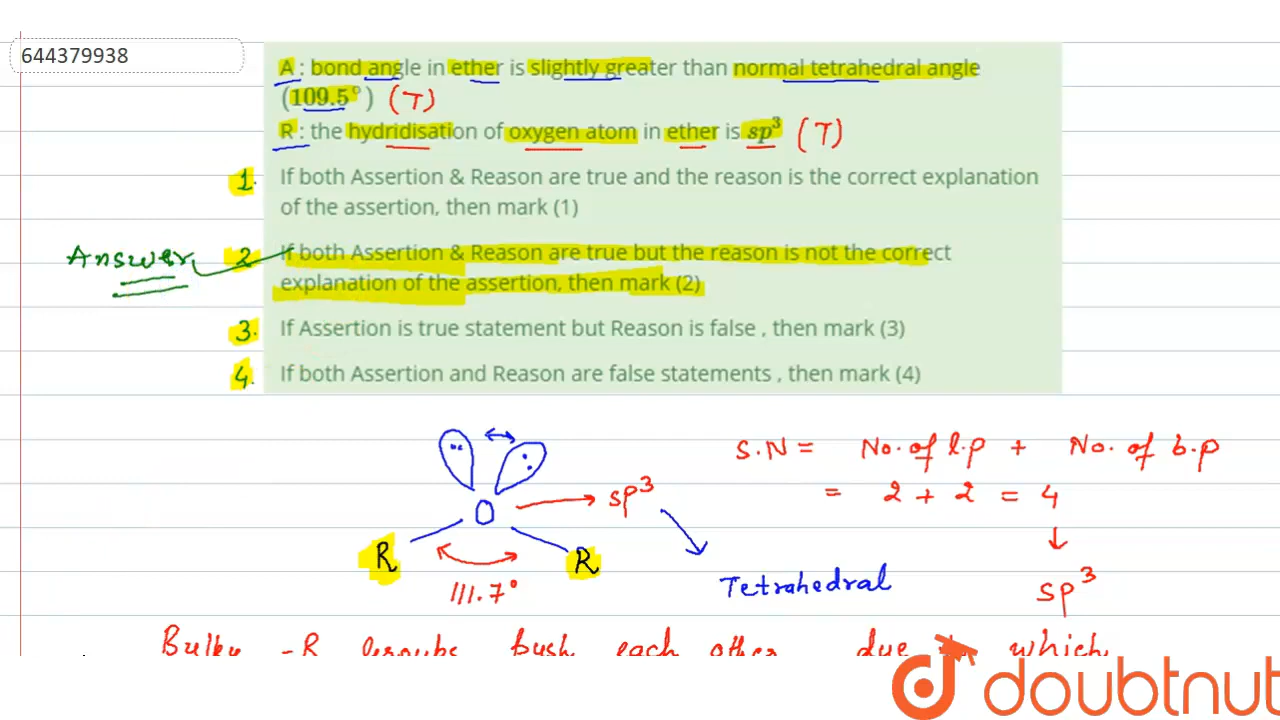 644379938
A : bond angle in ether is slightly greater than normal tetrahedral angle
(109.5°) (T)
R : the hydridisation of oxygen atom in ether is sp³ (T)
1. If both Assertion & Reason are true and the reason is the correct explanation
of the assertion, then mark (1)
Answer 2 If both Assertion & Reason are true but the reason is not the correct
explanation of the assertion, then mark (2)
3. If Assertion is true statement but Reason is false , then mark (3)
4. If both Assertion and Reason are false statements , then mark (4)
S.N = No. of l.p + No. of b.p
= 2 + 2 = 4
O sp³
R R
111.7°
Tetrahedral
sp³
Bulky -R Groups push each other due to which
doubtnut